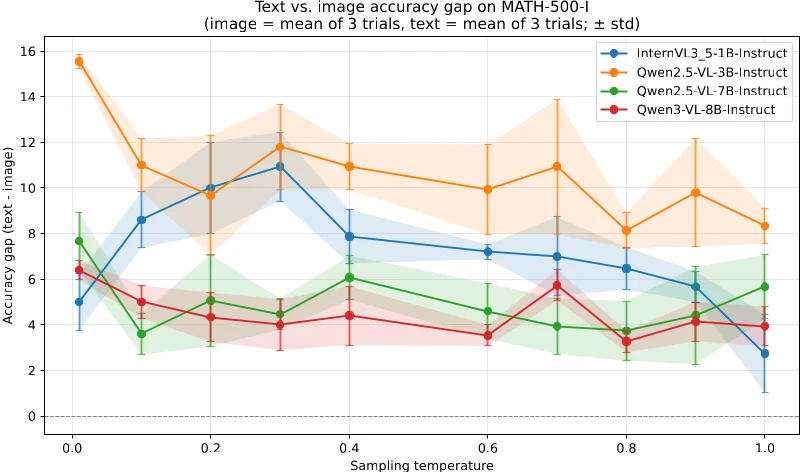 Text vs. image accuracy gap on MATH-500-I
(image = mean of 3 trials, text = mean of 3 trials; ± std)
InternVL3_5-1B-Instruct
Qwen2.5-VL-3B-Instruct
Qwen2.5-VL-7B-Instruct
Qwen3-VL-8B-Instruct
Accuracy gap (text - image)
16
14
12
10
8
6
4
2
0
0.0 0.2 0.4 0.6 0.8 1.0
Sampling temperature